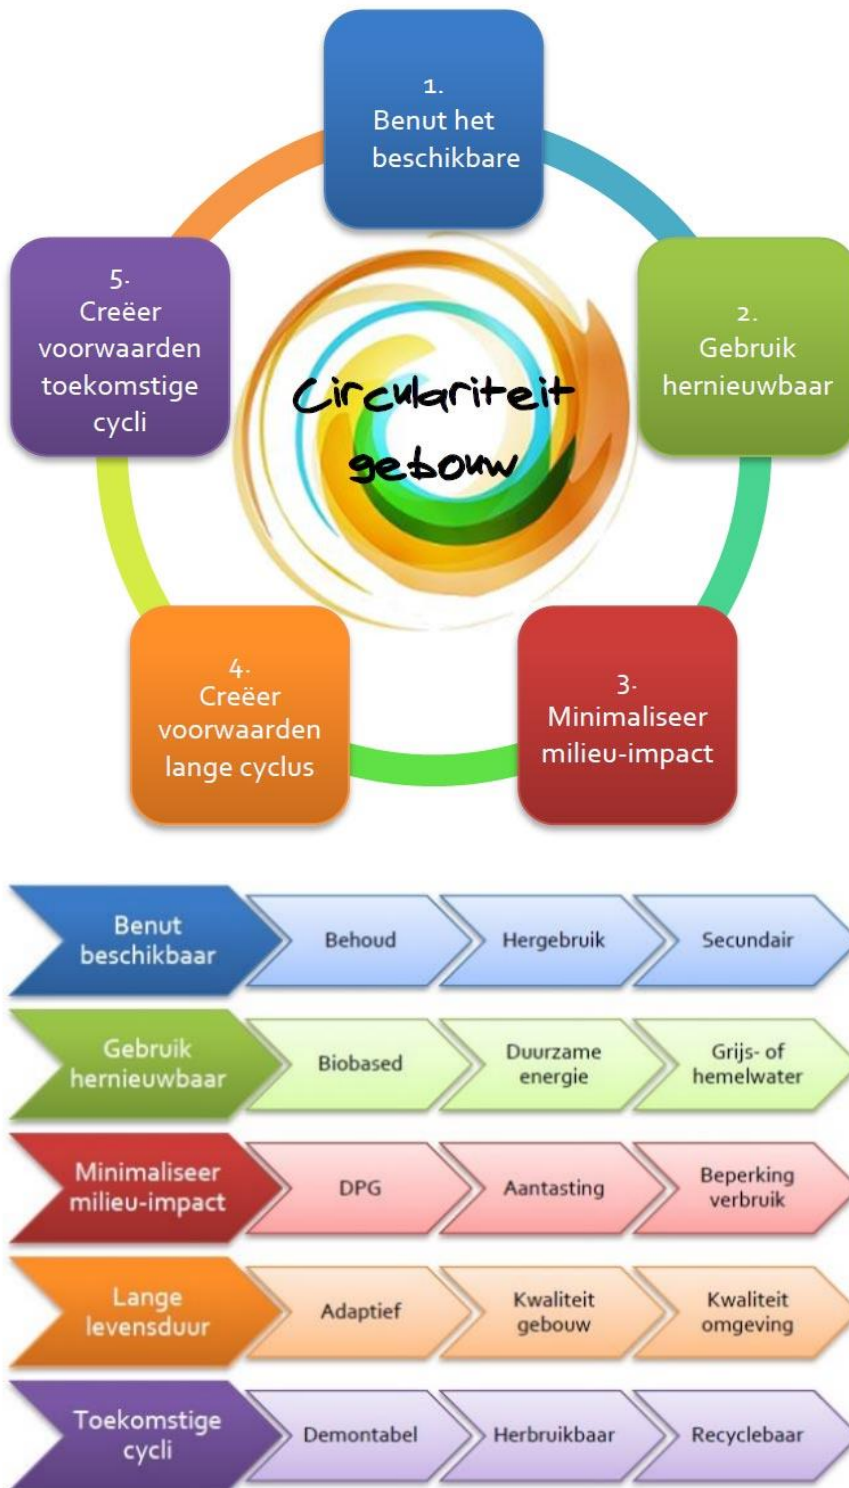 1.
Benut het
beschikbare
2.
Gebruik
hernieuwbaar
3.
Minimaliseer
milieu-impact
4.
Creëer
voorwaarden
lange cyclus
5.
Creëer
voorwaarden
toekomstige
cycli
Circulariteit
gebouw
Benut
beschikbaar
Behoud
Hergebruik
Secundair
Gebruik
hernieuwbaar
Biobased
Duurzame
energie
Grijs- of
hemelwater
Minimaliseer
milieu-impact
DPG
Aantasting
Beperking
verbruik
Lange
levensduur
Adaptief
Kwaliteit
gebouw
Kwaliteit
omgeving
Toekomstige
cycli
Demontabel
Herbruikbaar
Recyclebaar